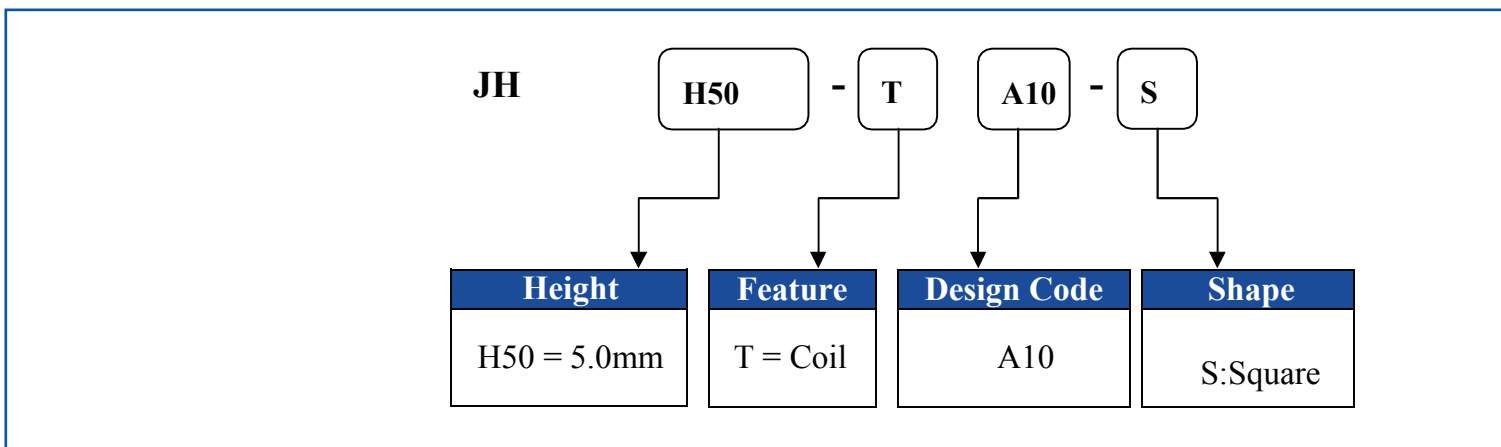 JH H50 - T A10 - S
Height Feature Design Code Shape
H50 = 5.0mm T = Coil A10 S:Square